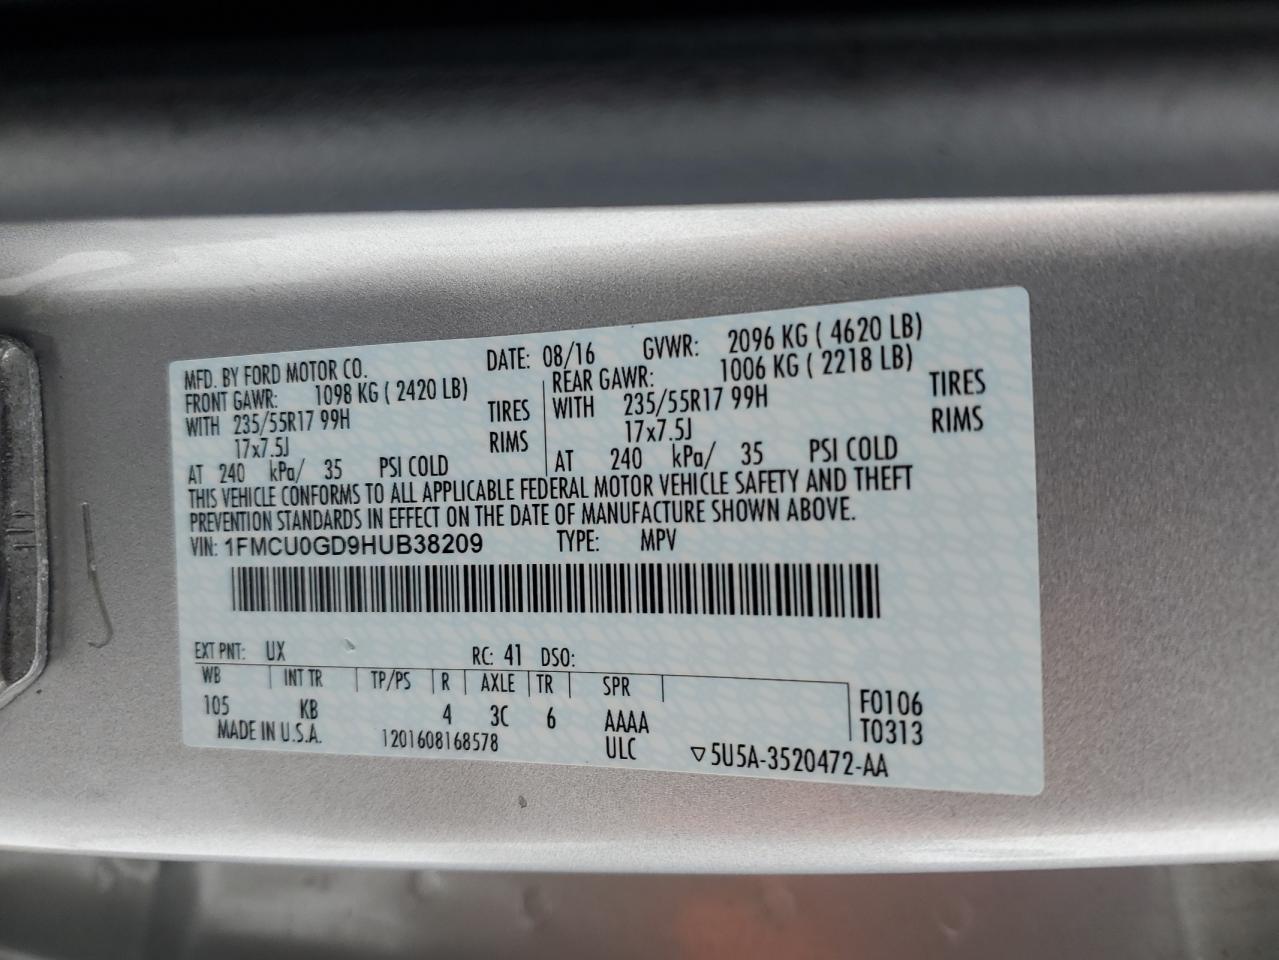 MFD. BY FORD MOTOR CO. DATE: 08/16 GVWR: 2096 KG ( 4620 LB)
FRONT GAWR: 1098 KG ( 2420 LB) REAR GAWR: 1006 KG ( 2218 LB)
WITH 235/55R17 99H TIRES WITH 235/55R17 99H TIRES
17x7.5J RIMS 17x7.5J RIMS
AT 240 kPa/ 35 PSI COLD AT 240 kPa/ 35 PSI COLD
THIS VEHICLE CONFORMS TO ALL APPLICABLE FEDERAL MOTOR VEHICLE SAFETY AND THEFT
PREVENTION STANDARDS IN EFFECT ON THE DATE OF MANUFACTURE SHOWN ABOVE.
VIN: 1FMCU0GD9HUB38209 TYPE: MPV
EXT PNT: UX RC: 41 DSO:
WB INT TR TP/PS R AXLE TR SPR F0106
105 KB 4 3C 6 AAAA T0313
MADE IN U.S.A. 1201608168578 ULC ▽5U5A-3520472-AA